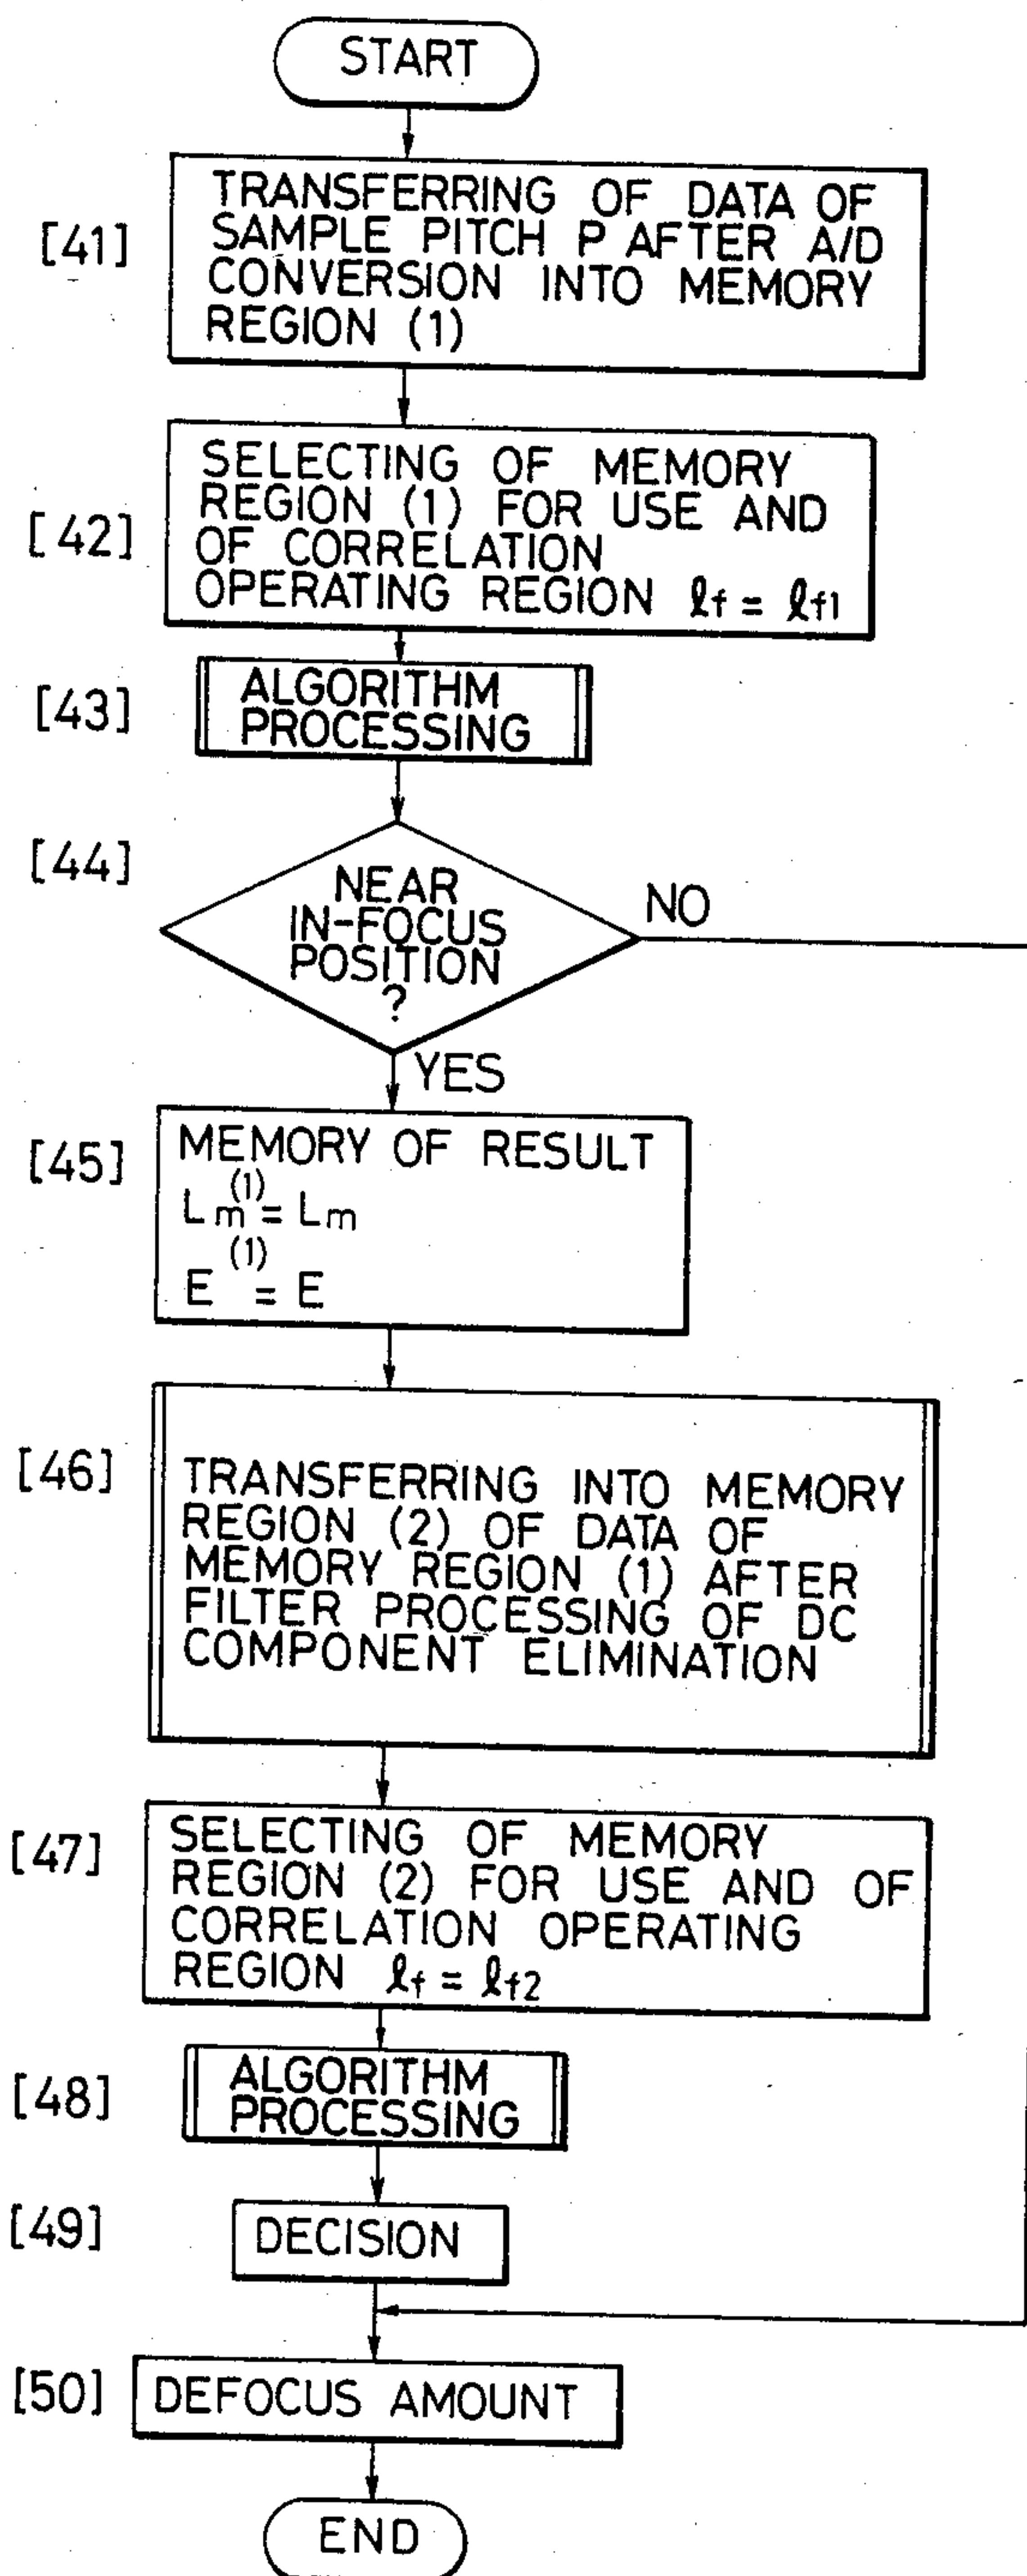 START
[41]
TRANSFERRING OF DATA OF
SAMPLE PITCH P AFTER A/D
CONVERSION INTO MEMORY
REGION (1)
[42]
SELECTING OF MEMORY
REGION (1) FOR USE AND
OF CORRELATION
OPERATING REGION ℓf = ℓf1
[43]
ALGORITHM
PROCESSING
[44]
NEAR
IN-FOCUS
POSITION
?
NO
YES
[45]
MEMORY OF RESULT
Lm(1) = Lm
E(1) = E
[46]
TRANSFERRING INTO MEMORY
REGION (2) OF DATA OF
MEMORY REGION (1) AFTER
FILTER PROCESSING OF DC
COMPONENT ELIMINATION
[47]
SELECTING OF MEMORY
REGION (2) FOR USE AND OF
CORRELATION OPERATING
REGION ℓf = ℓf2
[48]
ALGORITHM
PROCESSING
[49]
DECISION
[50]
DEFOCUS AMOUNT
END